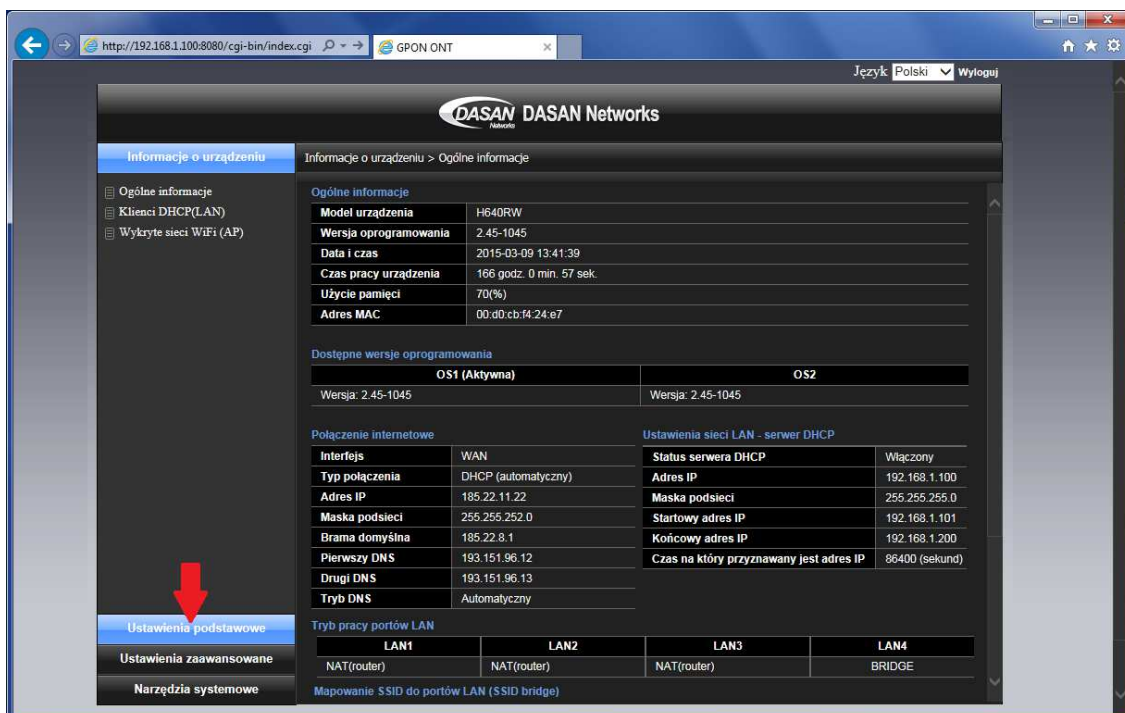 http://192.168.1.100:8080/cgi-bin/index.cgi
GPON ONT
Język Polski Wyloguj
DASAN Networks DASAN Networks
Informacje o urządzeniu
Informacje o urządzeniu > Ogólne informacje
Ogólne informacje
Klienci DHCP(LAN)
Wykryte sieci WiFi (AP)
Ogólne informacje
Model urządzenia H640RW
Wersja oprogramowania 2.45-1045
Data i czas 2015-03-09 13:41:39
Czas pracy urządzenia 166 godz. 0 min. 57 sek.
Użycie pamięci 70(%)
Adres MAC 00:d0:cb:f4:24:e7
Dostępne wersje oprogramowania
OS1 (Aktywna) OS2
Wersja: 2.45-1045 Wersja: 2.45-1045
Połączenie internetowe
Interfejs WAN
Typ połączenia DHCP (automatyczny)
Adres IP 185.22.11.22
Maska podsieci 255.255.252.0
Brama domyślna 185.22.8.1
Pierwszy DNS 193.151.96.12
Drugi DNS 193.151.96.13
Tryb DNS Automatyczny
Ustawienia sieci LAN - serwer DHCP
Status serwera DHCP Włączony
Adres IP 192.168.1.100
Maska podsieci 255.255.255.0
Startowy adres IP 192.168.1.101
Końcowy adres IP 192.168.1.200
Czas na który przyznawany jest adres IP 86400 (sekund)
Tryb pracy portów LAN
LAN1 LAN2 LAN3 LAN4
NAT(router) NAT(router) NAT(router) BRIDGE
Mapowanie SSID do portów LAN (SSID bridge)
Ustawienia podstawowe
Ustawienia zaawansowane
Narzędzia systemowe